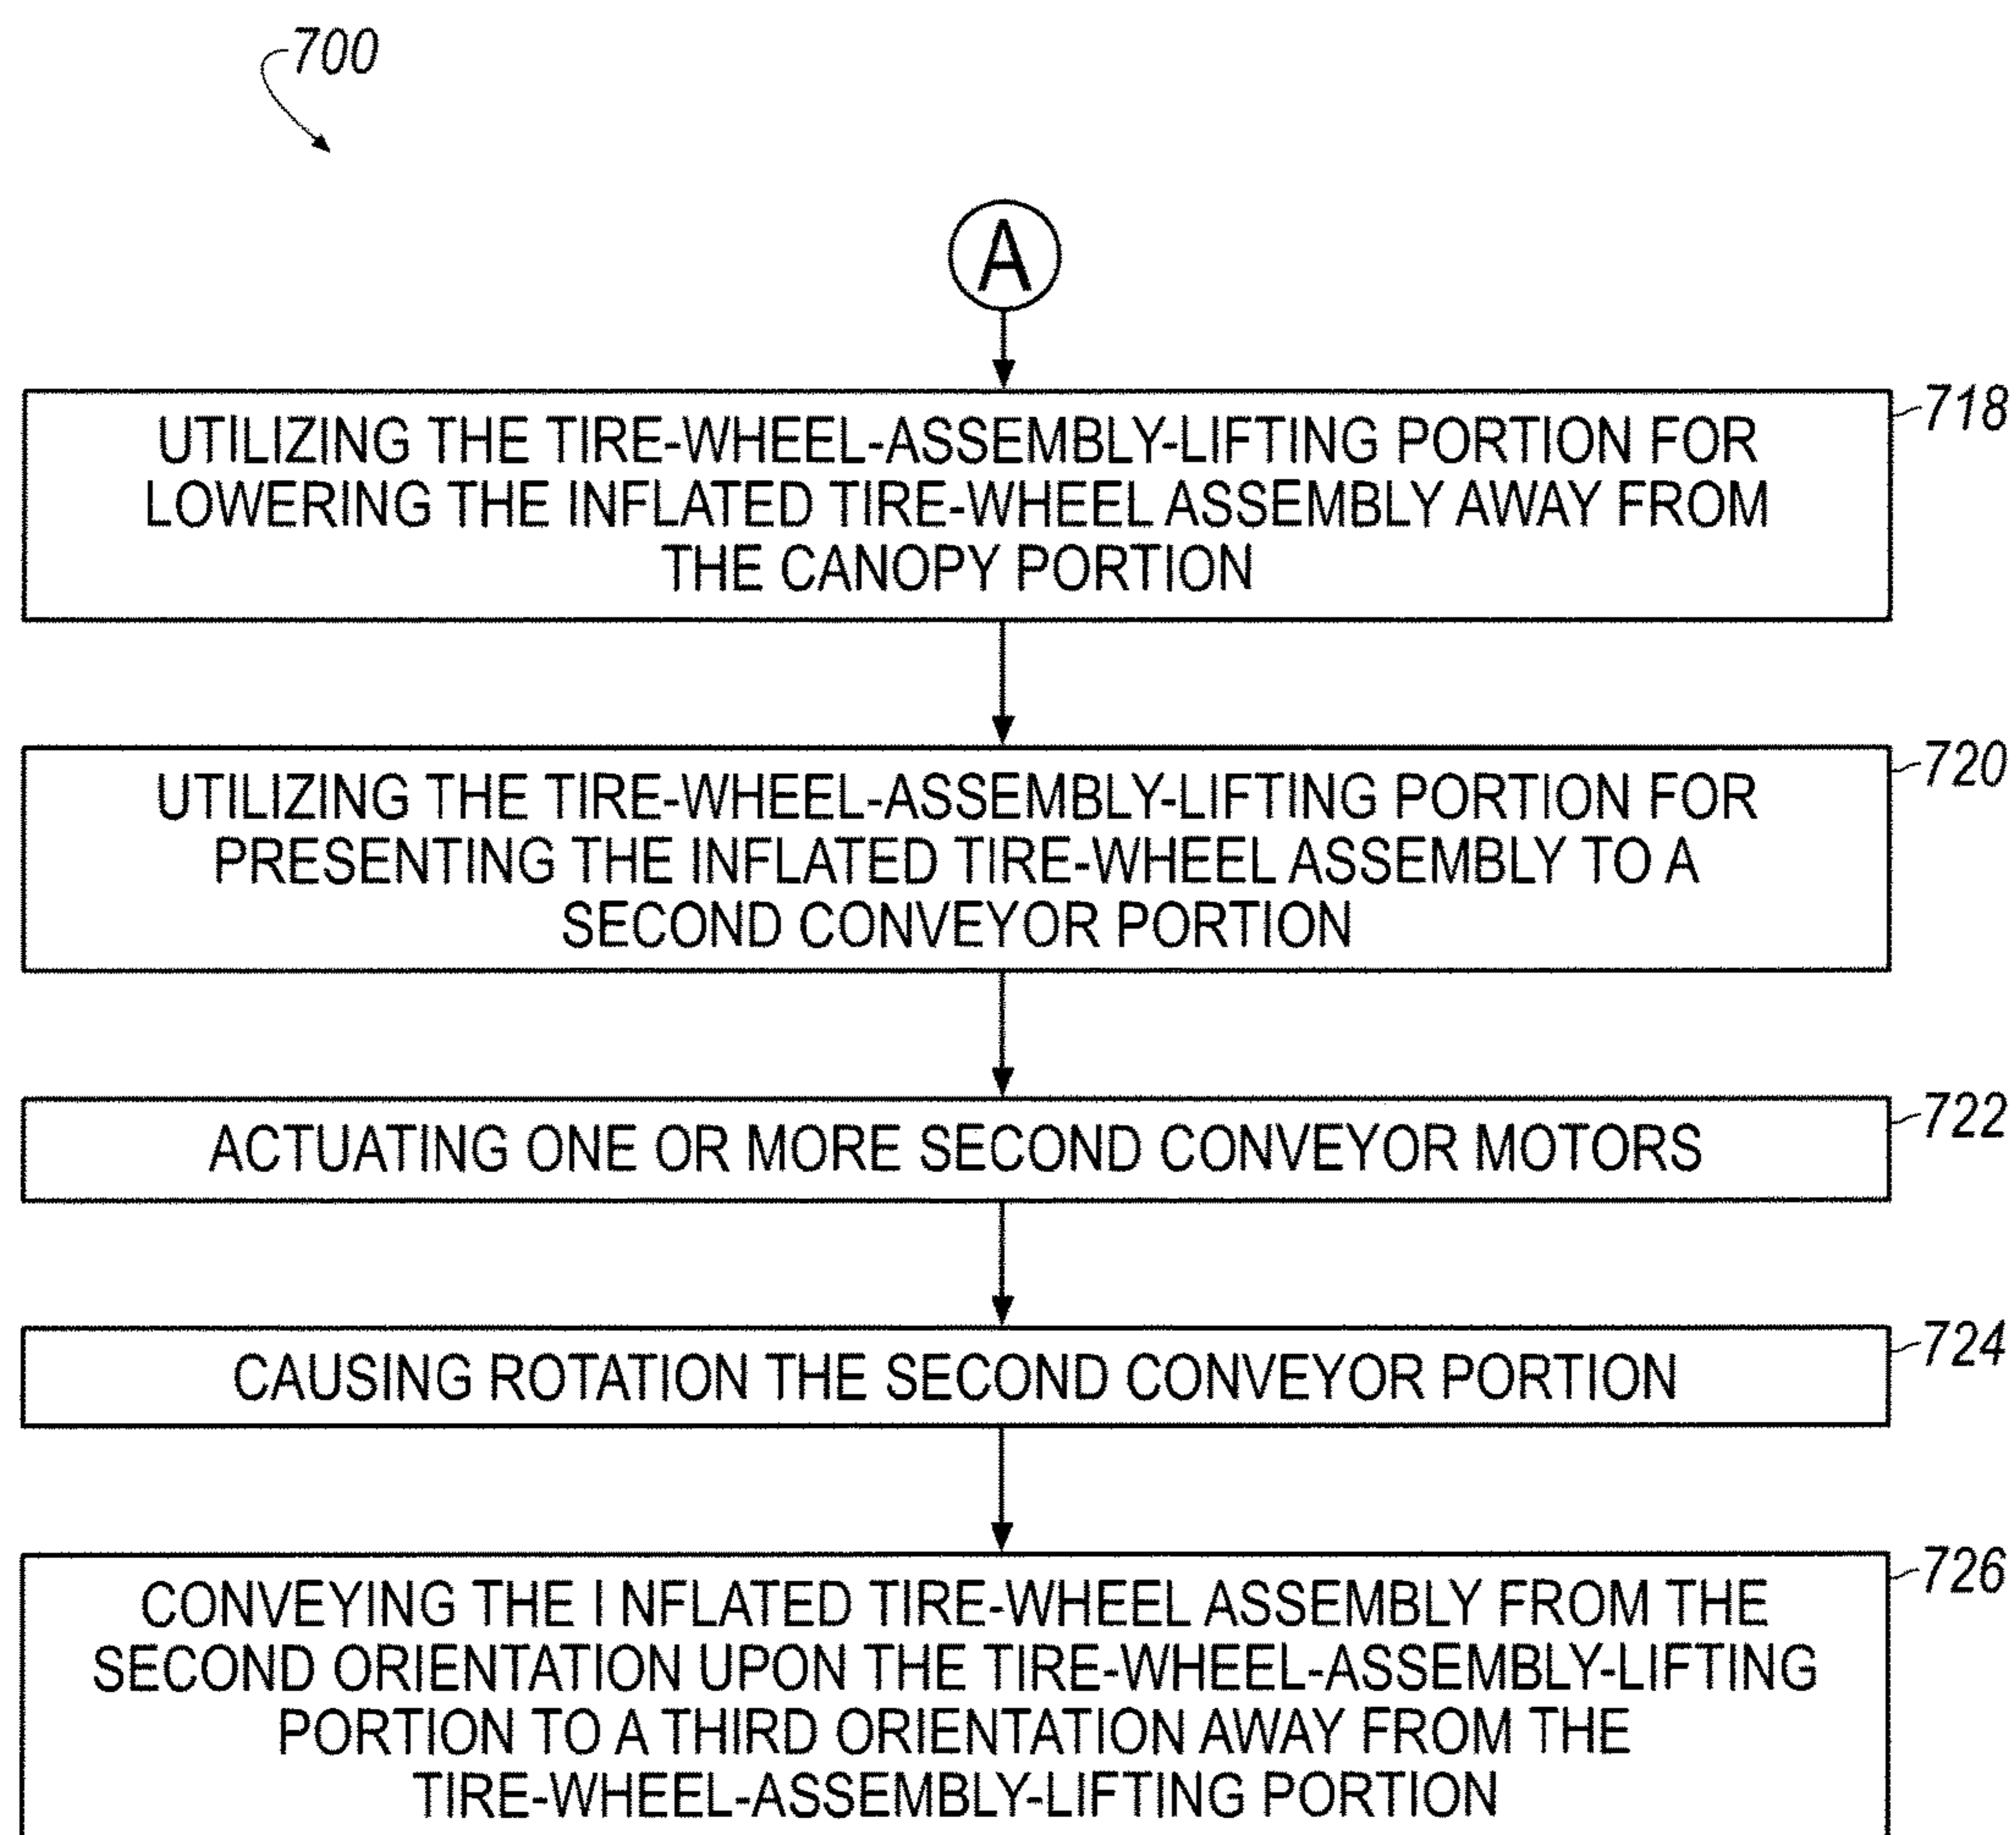 700
A
718
UTILIZING THE TIRE-WHEEL-ASSEMBLY-LIFTING PORTION FOR
LOWERING THE INFLATED TIRE-WHEEL ASSEMBLY AWAY FROM
THE CANOPY PORTION
720
UTILIZING THE TIRE-WHEEL-ASSEMBLY-LIFTING PORTION FOR
PRESENTING THE INFLATED TIRE-WHEEL ASSEMBLY TO A
SECOND CONVEYOR PORTION
722
ACTUATING ONE OR MORE SECOND CONVEYOR MOTORS
724
CAUSING ROTATION THE SECOND CONVEYOR PORTION
726
CONVEYING THE I NFLATED TIRE-WHEEL ASSEMBLY FROM THE
SECOND ORIENTATION UPON THE TIRE-WHEEL-ASSEMBLY-LIFTING
PORTION TO A THIRD ORIENTATION AWAY FROM THE
TIRE-WHEEL-ASSEMBLY-LIFTING PORTION